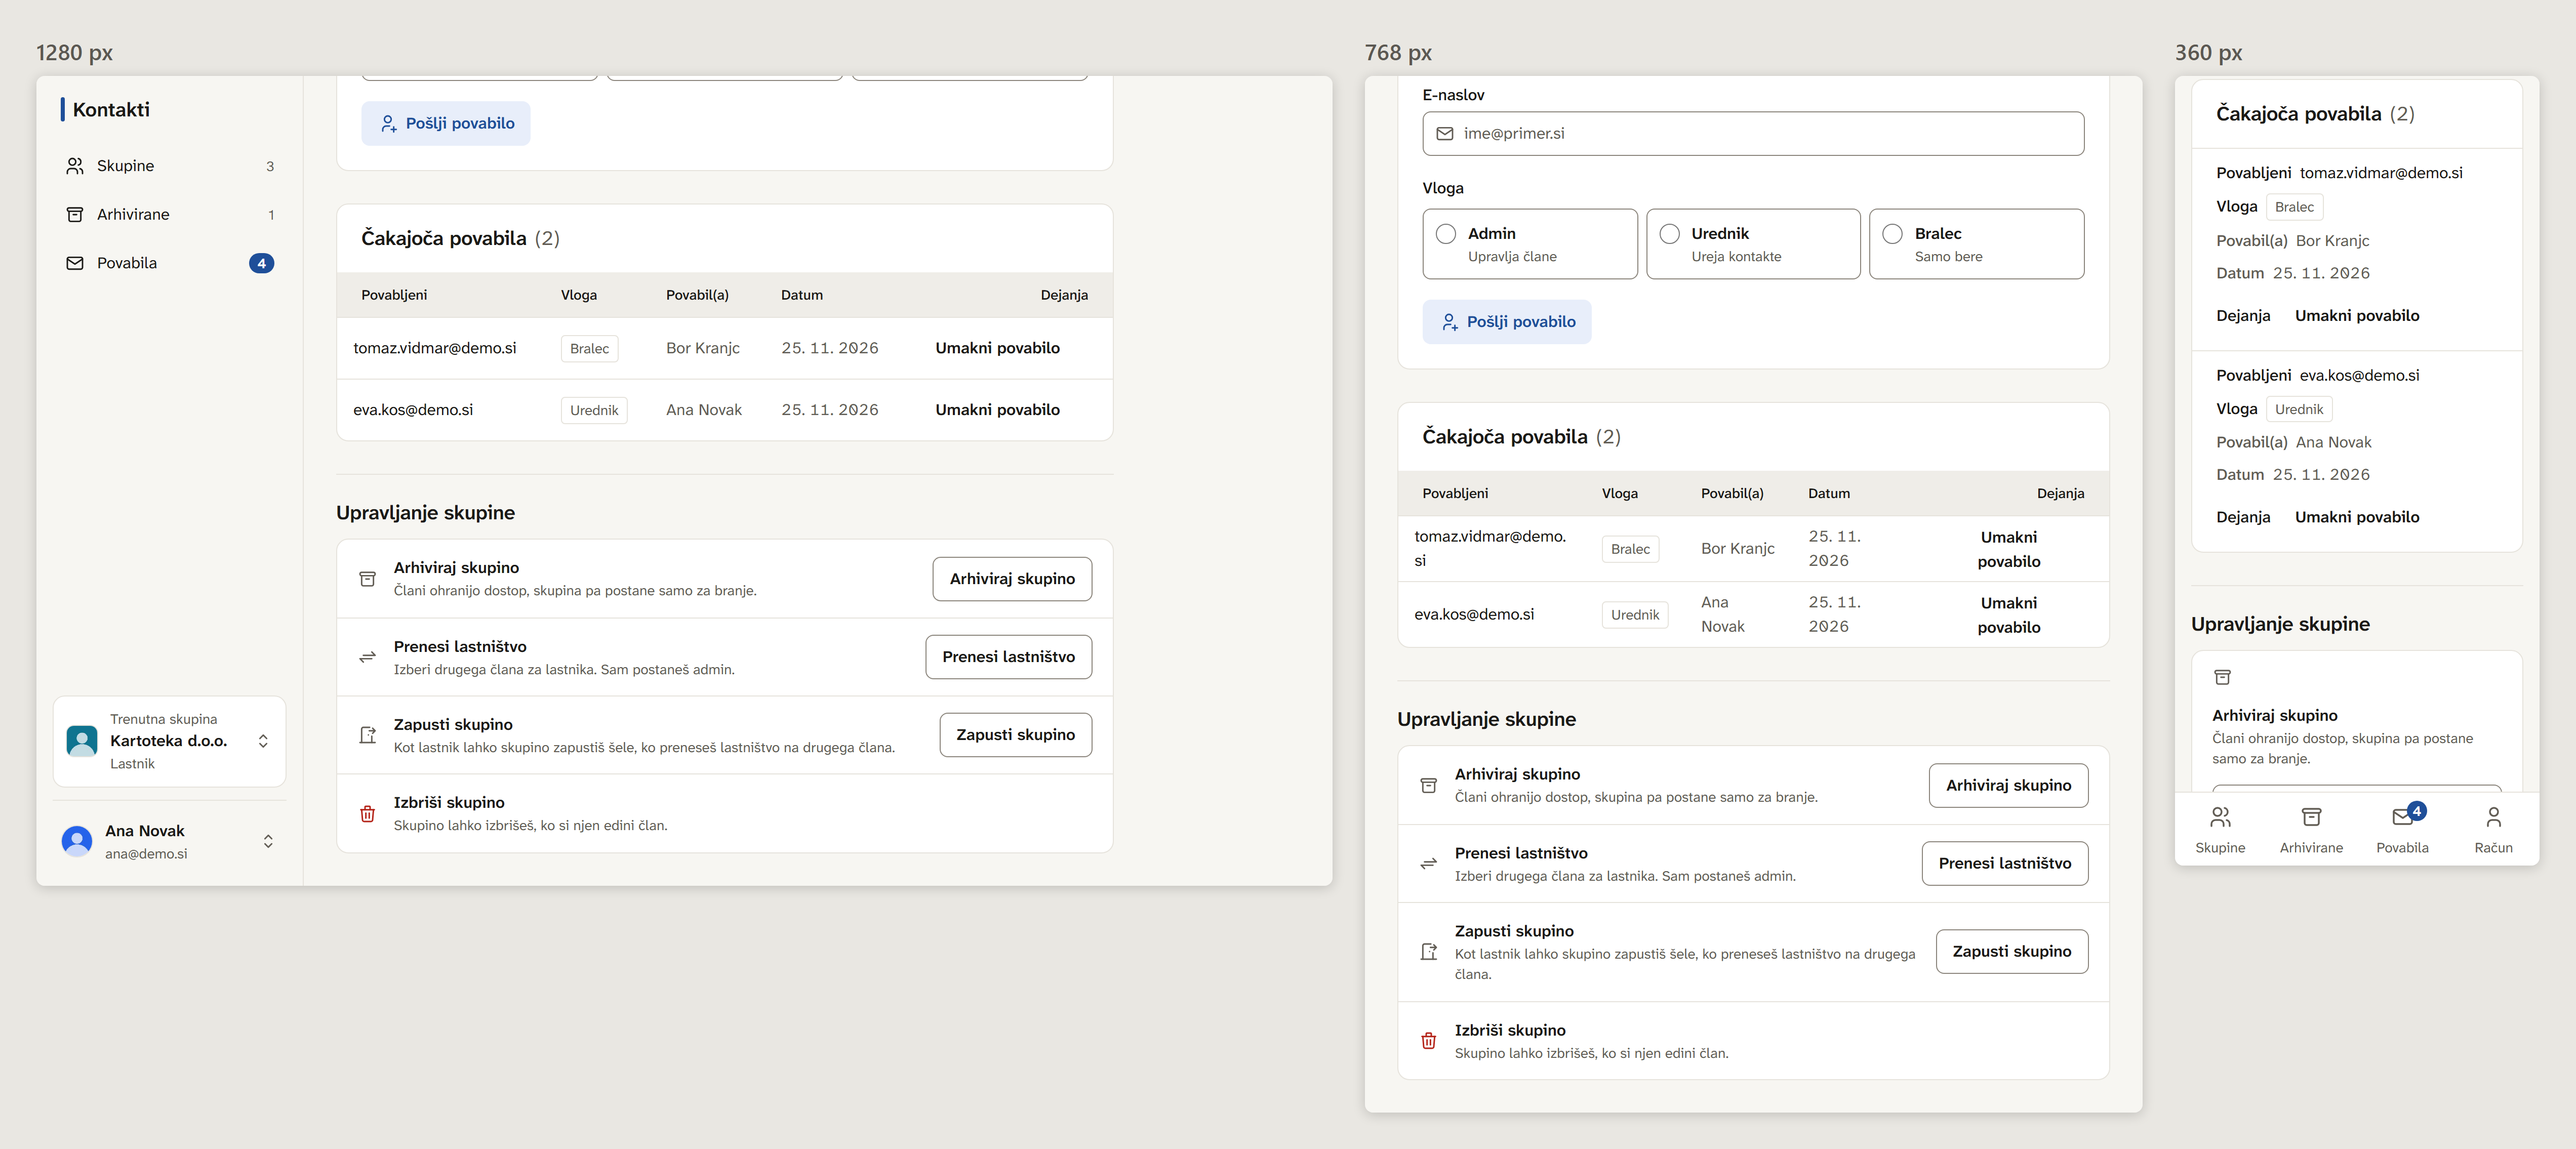 1280 px
Kontakti
Skupine 3
Arhivirane 1
Povabila 4
Trenutna skupina
Kartoteka d.o.o.
Lastnik
Ana Novak
ana@demo.si
Pošlji povabilo
Čakajoča povabila (2)
Povabljeni Vloga Povabil(a) Datum Dejanja
tomaz.vidmar@demo.si Bralec Bor Kranjc 25. 11. 2026 Umakni povabilo
eva.kos@demo.si Urednik Ana Novak 25. 11. 2026 Umakni povabilo
Upravljanje skupine
Arhiviraj skupino
Člani ohranijo dostop, skupina pa postane samo za branje.
Arhiviraj skupino
Prenesi lastništvo
Izberi drugega člana za lastnika. Sam postaneš admin.
Prenesi lastništvo
Zapusti skupino
Kot lastnik lahko skupino zapustiš šele, ko preneseš lastništvo na drugega člana.
Zapusti skupino
Izbriši skupino
Skupino lahko izbrišeš, ko si njen edini član.
768 px
E-naslov
ime@primer.si
Vloga
Admin
Upravlja člane
Urednik
Ureja kontakte
Bralec
Samo bere
Pošlji povabilo
Čakajoča povabila (2)
Povabljeni Vloga Povabil(a) Datum Dejanja
tomaz.vidmar@demo.
si
Bralec
Bor Kranjc
25. 11.
2026
Umakni
povabilo
eva.kos@demo.si
Urednik
Ana
Novak
25. 11.
2026
Umakni
povabilo
Upravljanje skupine
Arhiviraj skupino
Člani ohranijo dostop, skupina pa postane samo za branje.
Arhiviraj skupino
Prenesi lastništvo
Izberi drugega člana za lastnika. Sam postaneš admin.
Prenesi lastništvo
Zapusti skupino
Kot lastnik lahko skupino zapustiš šele, ko preneseš lastništvo na drugega
člana.
Zapusti skupino
Izbriši skupino
Skupino lahko izbrišeš, ko si njen edini član.
360 px
Čakajoča povabila (2)
Povabljeni tomaz.vidmar@demo.si
Vloga Bralec
Povabil(a) Bor Kranjc
Datum 25. 11. 2026
Dejanja Umakni povabilo
Povabljeni eva.kos@demo.si
Vloga Urednik
Povabil(a) Ana Novak
Datum 25. 11. 2026
Dejanja Umakni povabilo
Upravljanje skupine
Arhiviraj skupino
Člani ohranijo dostop, skupina pa postane
samo za branje.
4
Skupine Arhivirane Povabila Račun